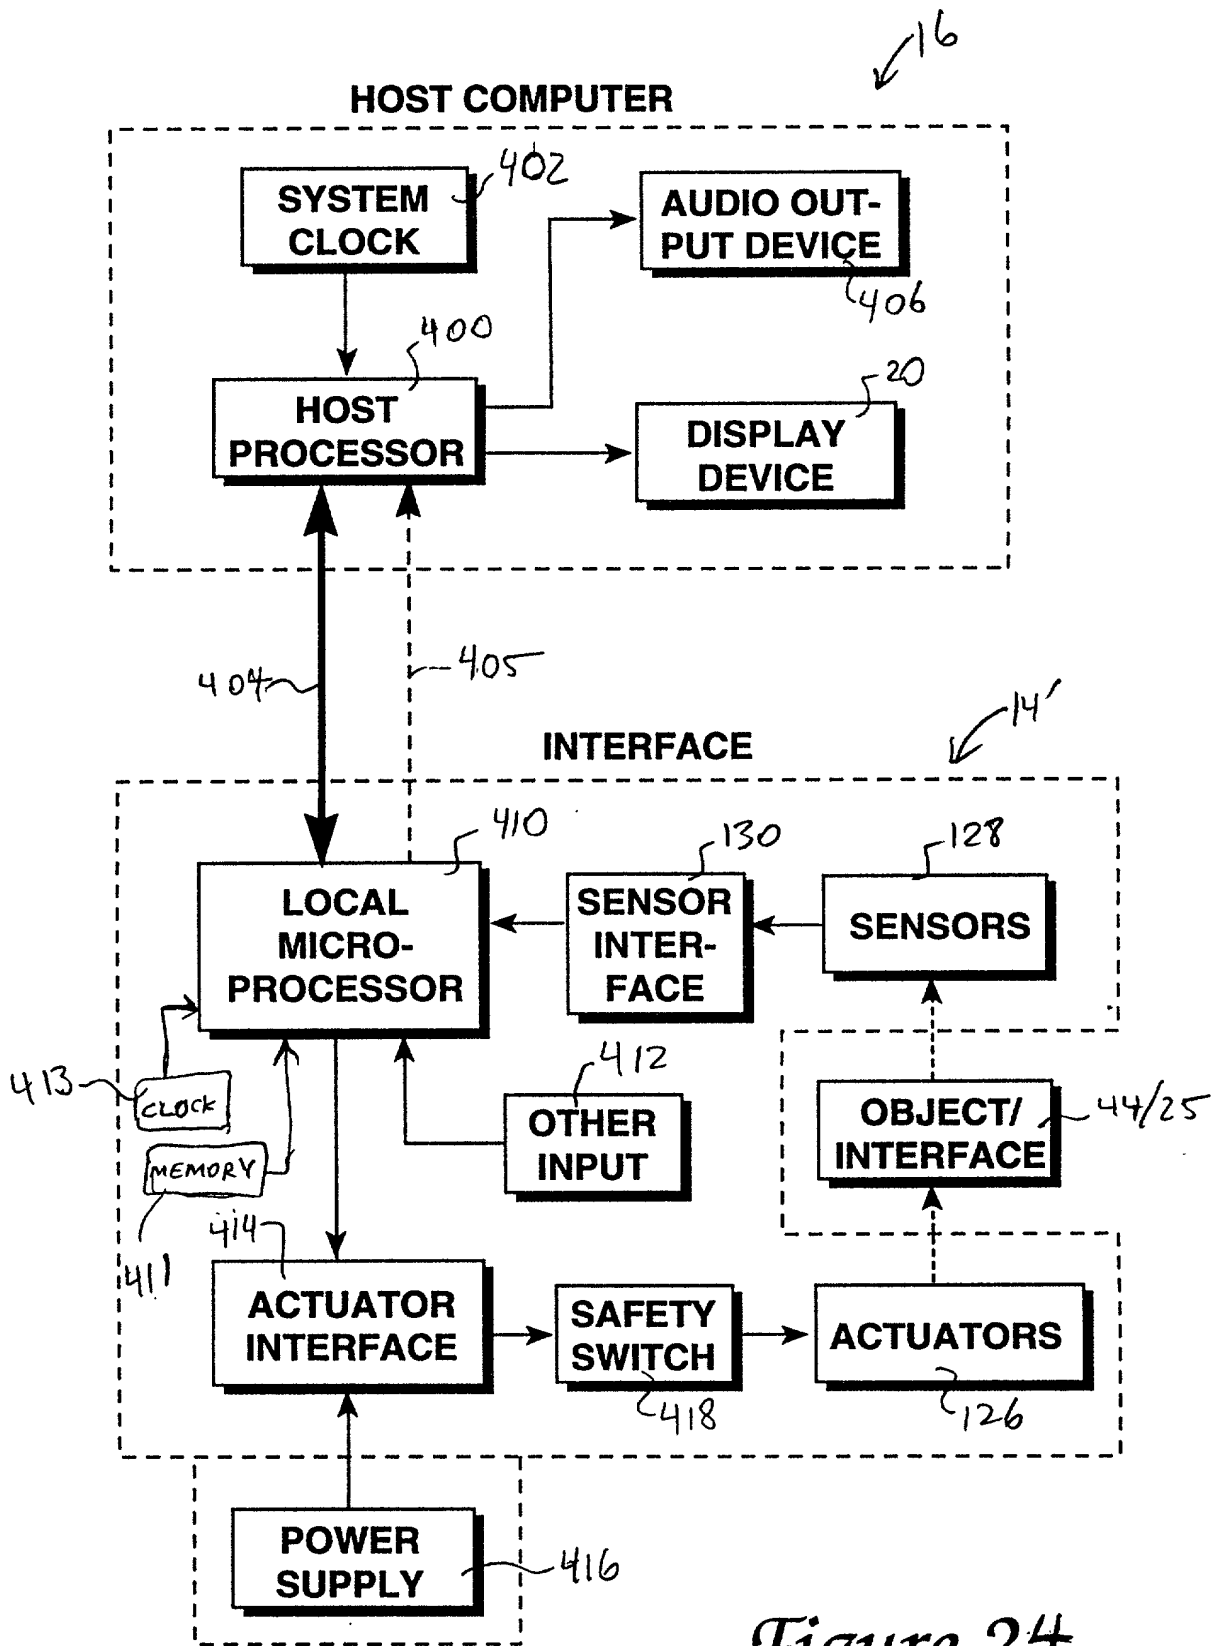 16
HOST COMPUTER
402
SYSTEM
CLOCK
AUDIO OUT-
PUT DEVICE
406
400
HOST
PROCESSOR
20
DISPLAY
DEVICE
404
405
14'
INTERFACE
410
LOCAL
MICRO-
PROCESSOR
130
SENSOR
INTER-
FACE
128
SENSORS
413
CLOCK
MEMORY
411
412
OTHER
INPUT
44/25
OBJECT/
INTERFACE
414
ACTUATOR
INTERFACE
SAFETY
SWITCH
418
ACTUATORS
126
POWER
SUPPLY
416
Figure 24